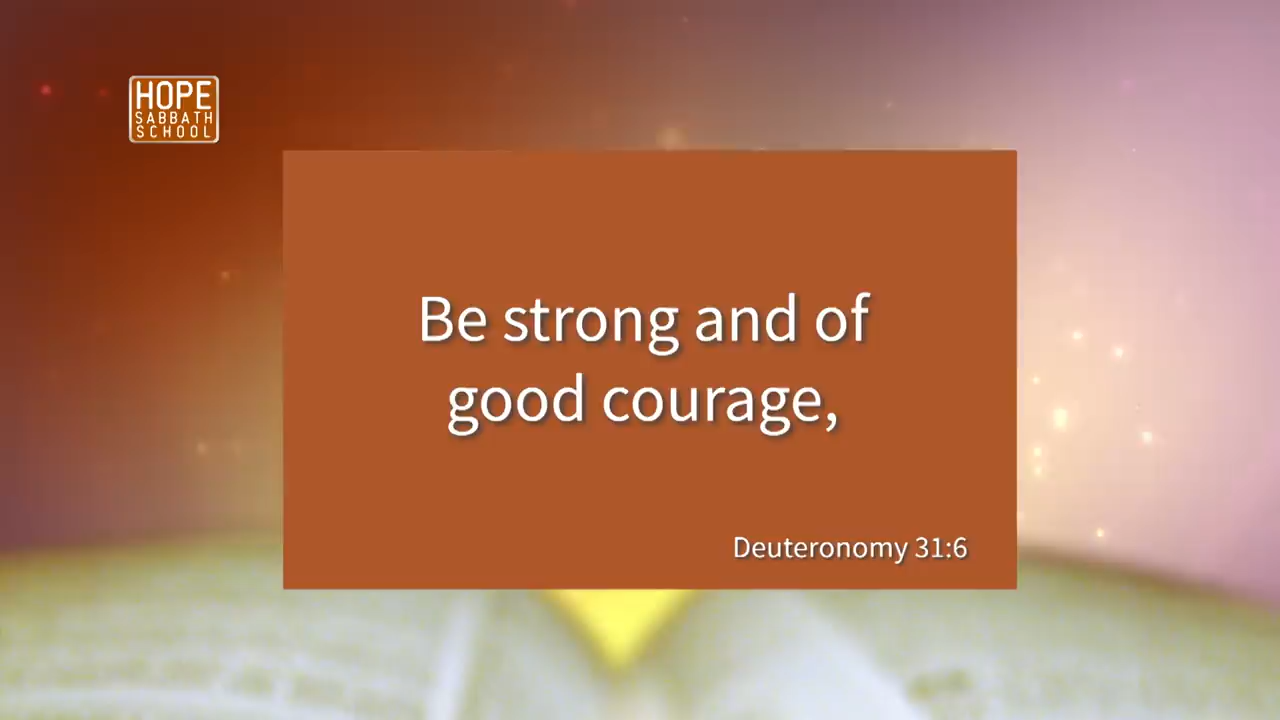 HOPE
SABBATH
SCHOOL
Be strong and of
good courage,
Deuteronomy 31:6